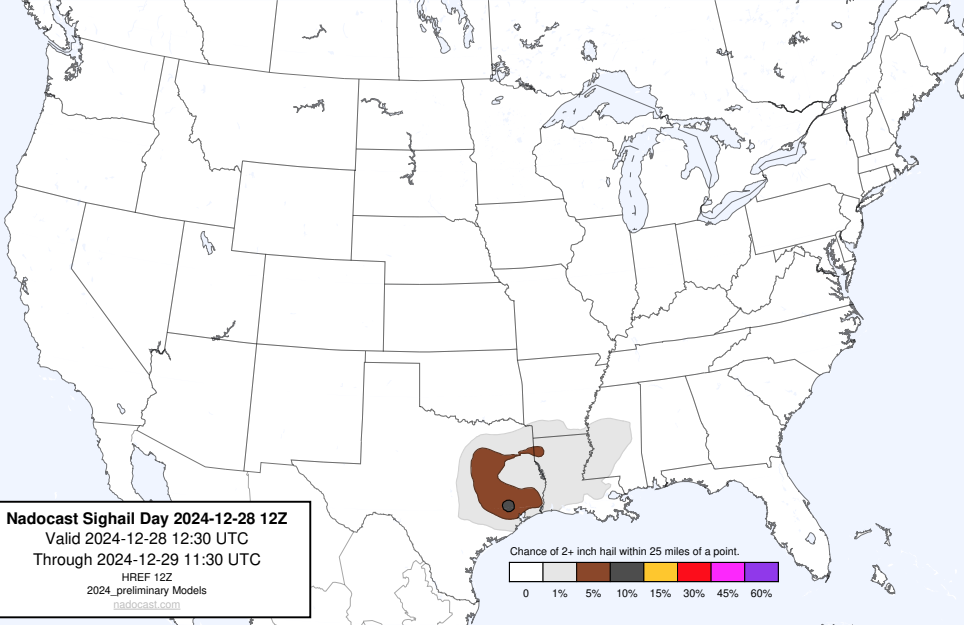 Nadocast Sighail Day 2024-12-28 12Z
Valid 2024-12-28 12:30 UTC
Through 2024-12-29 11:30 UTC
HREF 12Z
2024_preliminary Models
nadocast.com
Chance of 2+ inch hail within 25 miles of a point.
0 1% 5% 10% 15% 30% 45% 60%